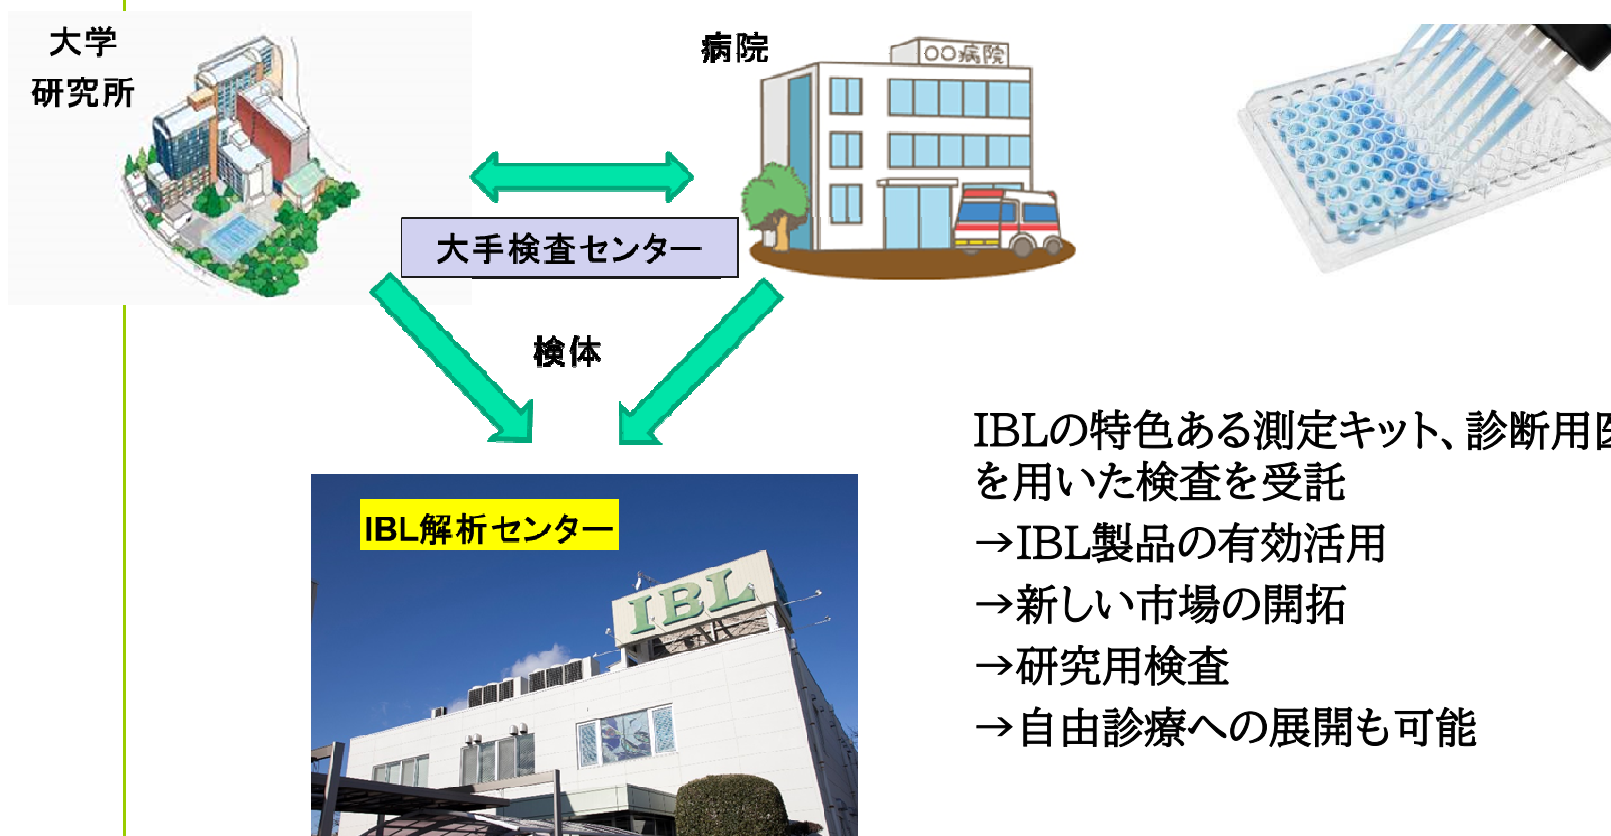 大学
研究所
病院
○○病院
大手検査センター
検体
IBL解析センター
IBL
IBLの特色ある測定キット、診断用
を用いた検査を受託
→IBL製品の有効活用
→新しい市場の開拓
→研究用検査
→自由診療への展開も可能